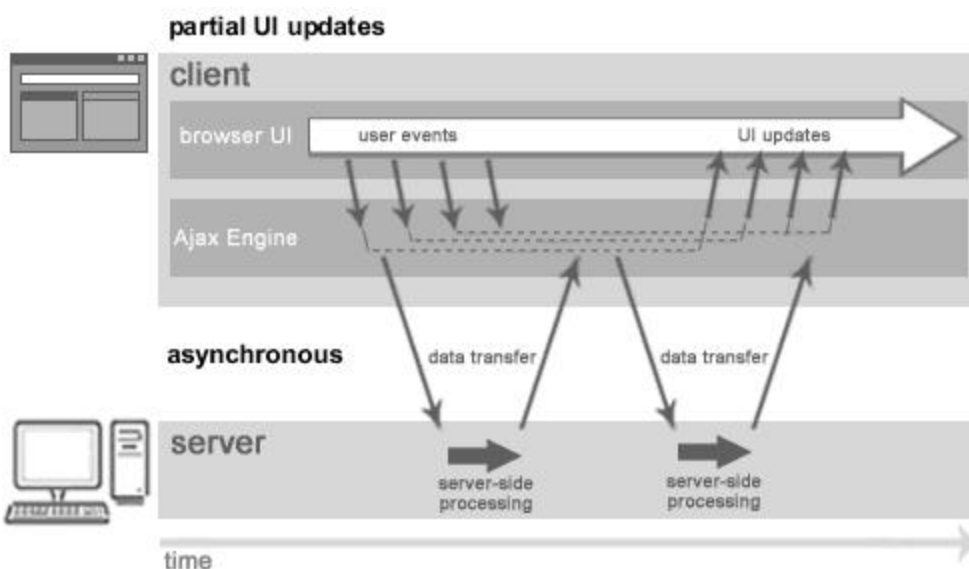 partial UI updates
client
browser UI
user events
UI updates
Ajax Engine
asynchronous
data transfer
data transfer
server
server-side
processing
server-side
processing
time